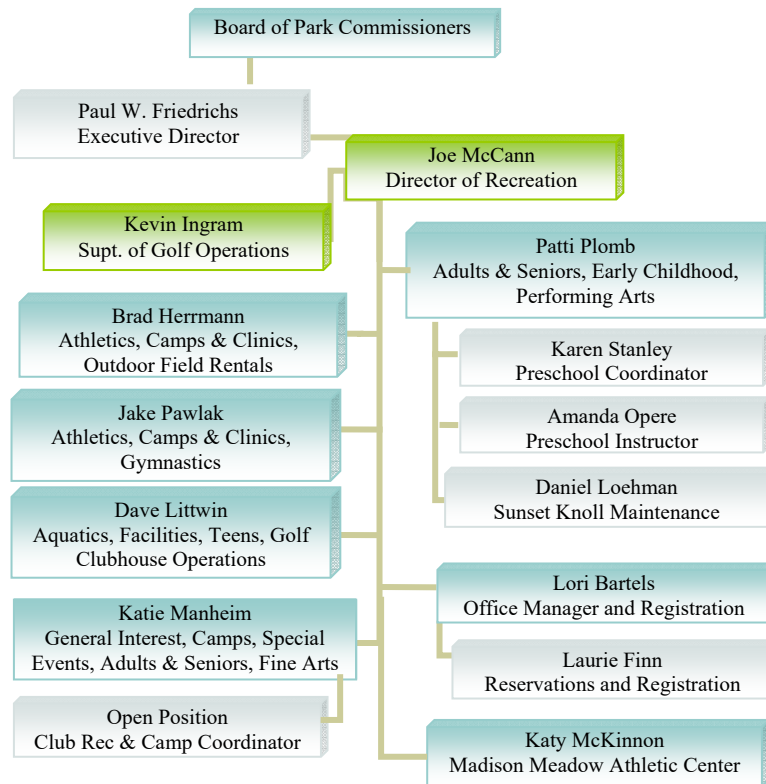 Board of Park Commissioners
Paul W. Friedrichs
Executive Director
Joe McCann
Director of Recreation
Kevin Ingram
Supt. of Golf Operations
Patti Plomb
Adults & Seniors, Early Childhood,
Performing Arts
Brad Herrmann
Athletics, Camps & Clinics,
Outdoor Field Rentals
Karen Stanley
Preschool Coordinator
Jake Pawlak
Athletics, Camps & Clinics,
Gymnastics
Amanda Opere
Preschool Instructor
Daniel Loehman
Sunset Knoll Maintenance
Dave Littwin
Aquatics, Facilities, Teens, Golf
Clubhouse Operations
Lori Bartels
Office Manager and Registration
Katie Manheim
General Interest, Camps, Special
Events, Adults & Seniors, Fine Arts
Laurie Finn
Reservations and Registration
Open Position
Club Rec & Camp Coordinator
Katy McKinnon
Madison Meadow Athletic Center